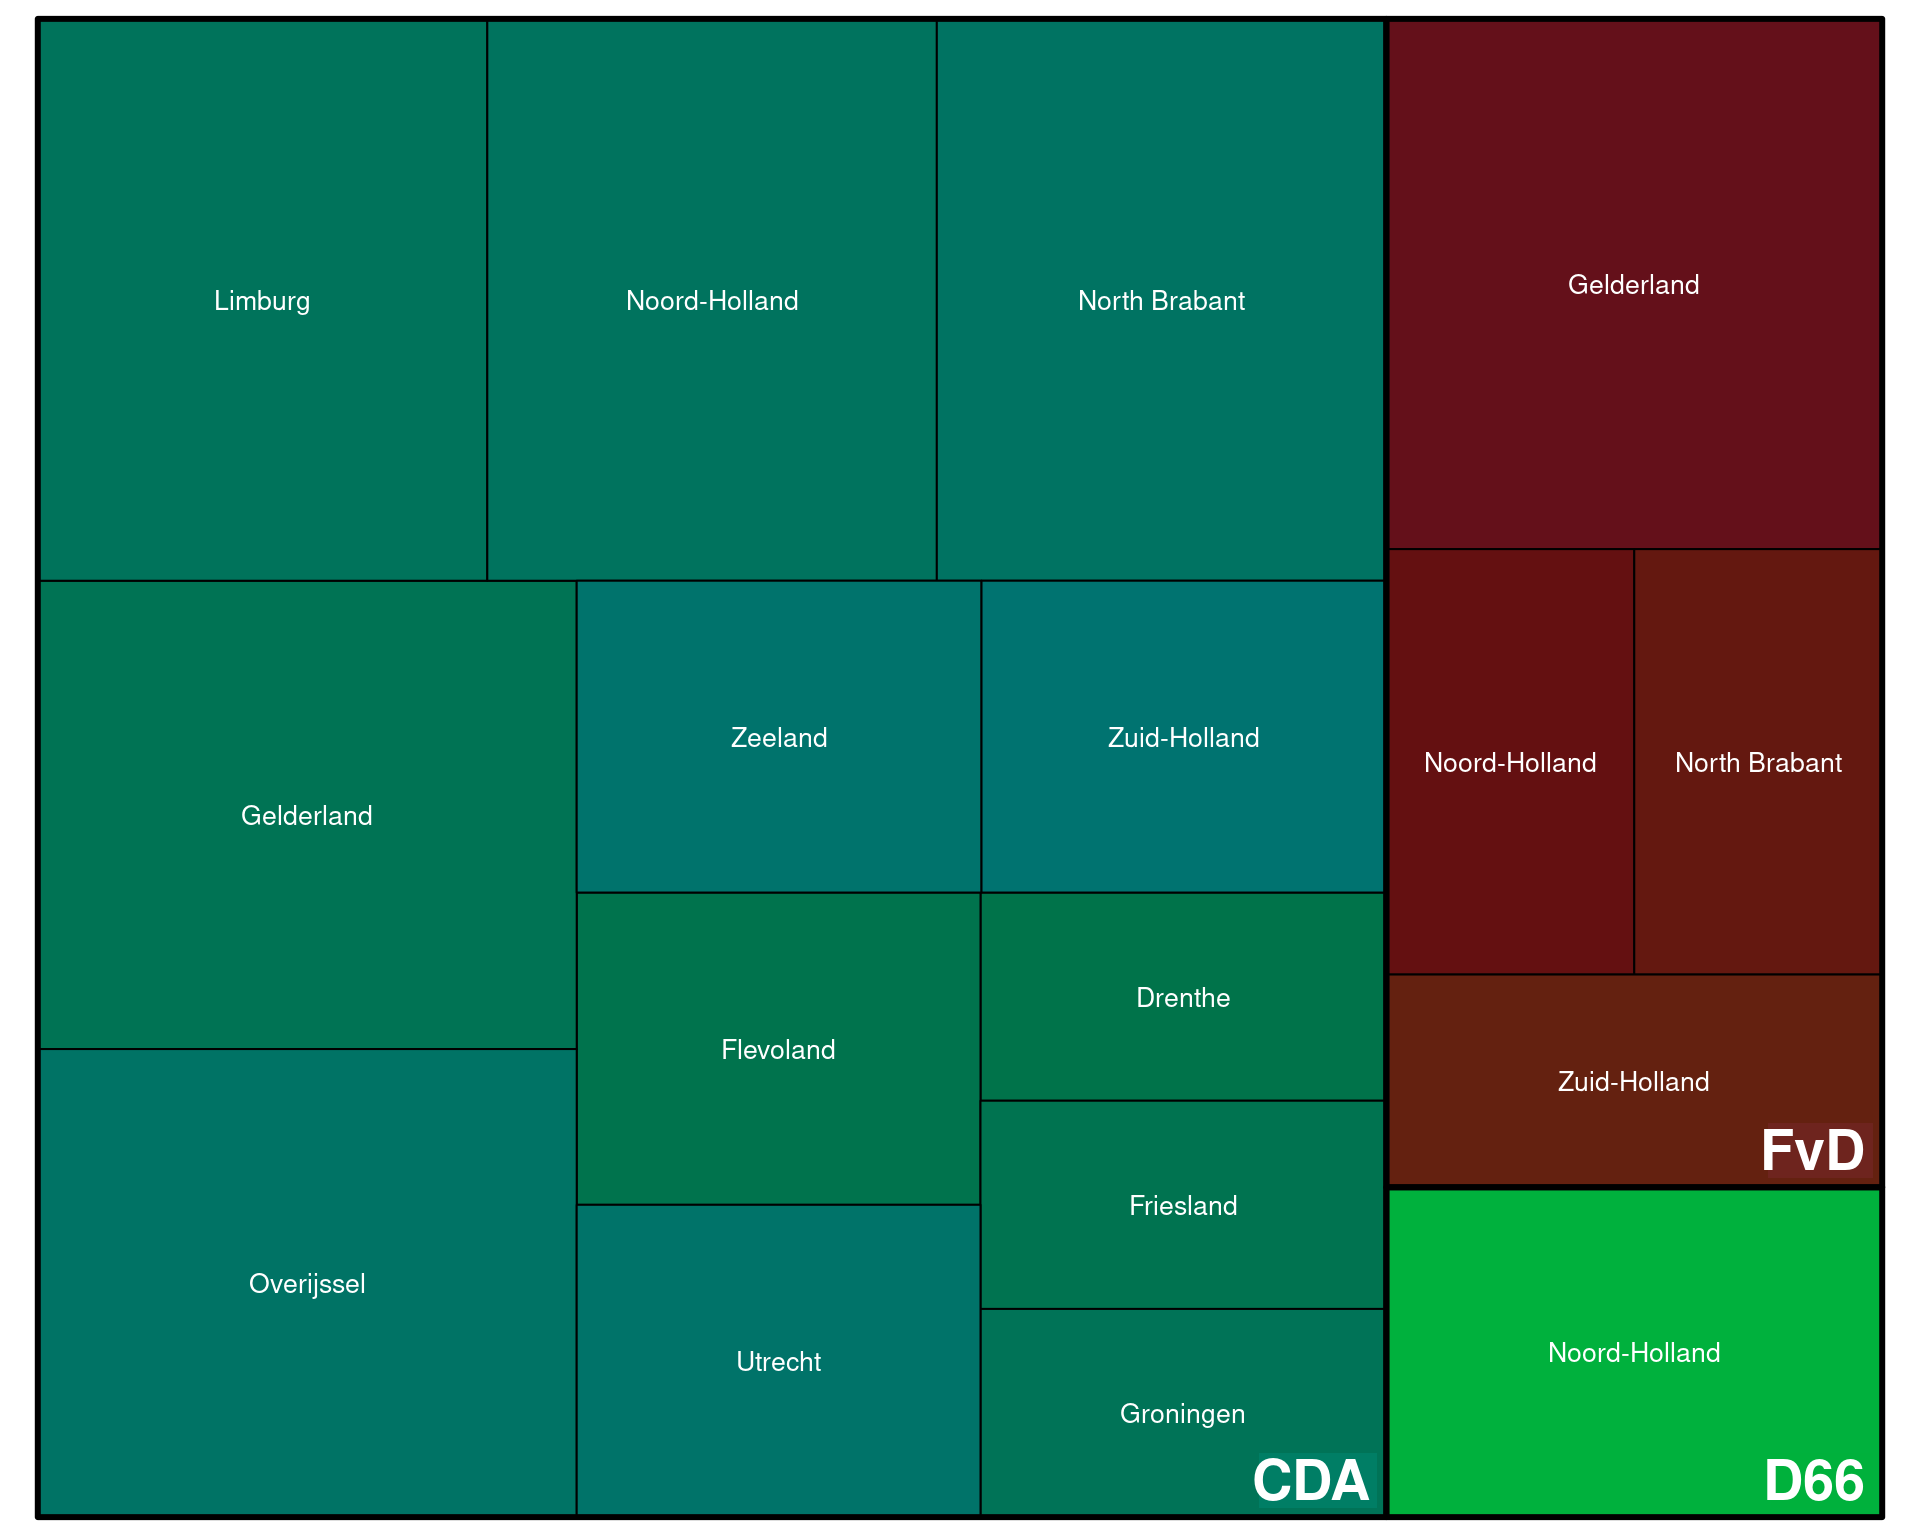 Limburg
Noord-Holland
North Brabant
Gelderland
Gelderland
Zeeland
Zuid-Holland
Noord-Holland
North Brabant
Overijssel
Flevoland
Drenthe
Friesland
Utrecht
Groningen
CDA
Zuid-Holland
FvD
Noord-Holland
D66